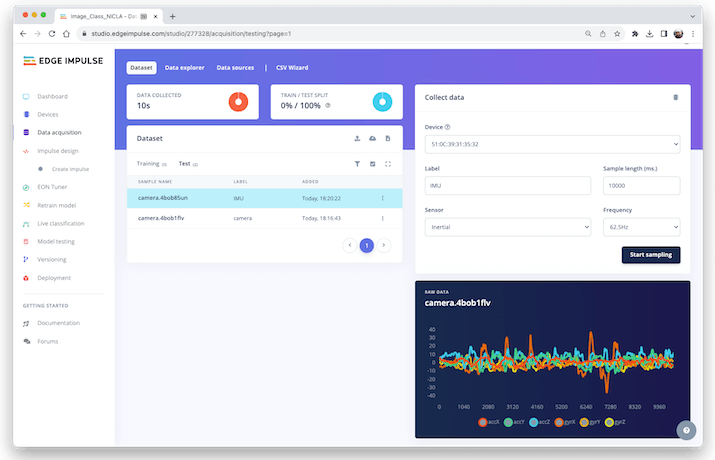 Image_Class_NICLA - Dat
studio.edgeimpulse.com/studio/277328/acquisition/testing?page=1
EDGE IMPULSE
Dashboard
Devices
Data acquisition
Impulse design
Create impulse
EON Tuner
Retrain model
Live classification
Model testing
Versioning
Deployment
GETTING STARTED
Documentation
Forums
Dataset Data explorer Data sources | CSV Wizard
DATA COLLECTED
10s
TRAIN / TEST SPLIT
0% / 100%
Dataset
Training (0) Test (2)
SAMPLE NAME LABEL ADDED
camera.4bob85un IMU Today, 18:20:22
camera.4bob1flv camera Today, 18:16:43
1
Collect data
Device
51:0C:39:31:35:32
Label Sample length (ms.)
IMU 10000
Sensor Frequency
Inertial 62.5Hz
Start sampling
RAW DATA
camera.4bob1flv
40
30
20
10
0
-10
-20
-30
-40
0 1040 2080 3120 4160 5200 6240 7280 8320 9360
accX accY accZ gyrX gyrY gyrZ